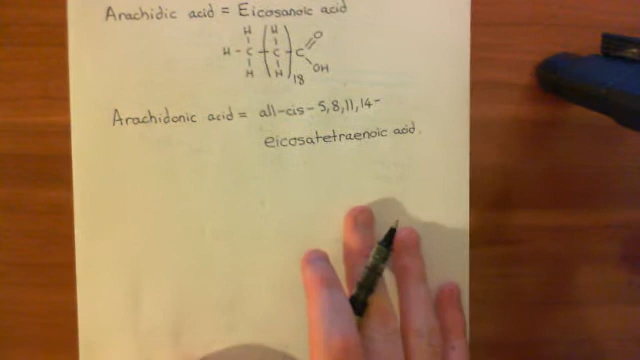 Arachidic acid = Eicosanoic acid
H H O
H - C - ( C ) - C
H H 18 OH
Arachidonic acid = all-cis-5,8,11,14-
eicosatetraenoic acid.